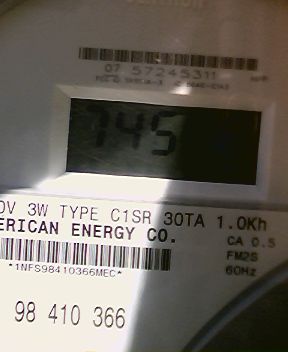 07 57245311
745
0V 3W TYPE C1SR 30TA 1.0Kh
ERICAN ENERGY CO.
CA 0.5
*1NFS98410366MEC*
FM2S
60Hz
98 410 366